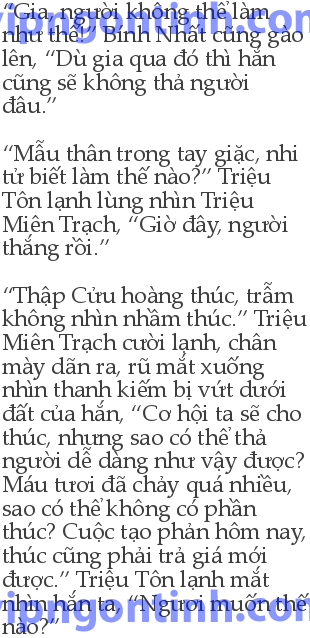 “Gia, người không thể làm
như thế!” Bính Nhất cũng gào
lên, “Dù gia qua đó thì hắn
cũng sẽ không thả người
đâu.”
“Mẫu thân trong tay giặc, nhi
tử biết làm thế nào?” Triệu
Tôn lạnh lùng nhìn Triệu
Miên Trạch, “Giờ đây, người
thắng rồi.”
“Thập Cửu hoàng thúc, trẫm
không nhìn nhầm thúc.” Triệu
Miên Trạch cười lạnh, chân
mày dãn ra, rũ mắt xuống
nhìn thanh kiếm bị vứt dưới
đất của hắn, “Cơ hội ta sẽ cho
thúc, nhưng sao có thể thả
người dễ dàng như vậy được?
Máu tươi đã chảy quá nhiều,
sao có thể không có phần
thúc? Cuộc tạo phản hôm nay,
thúc cũng phải trả giá mới
được.” Triệu Tôn lạnh mắt
nhìn hắn ta, “Ngươi muốn thế
nào?”
vipngontinh.com
vipngontinh.com